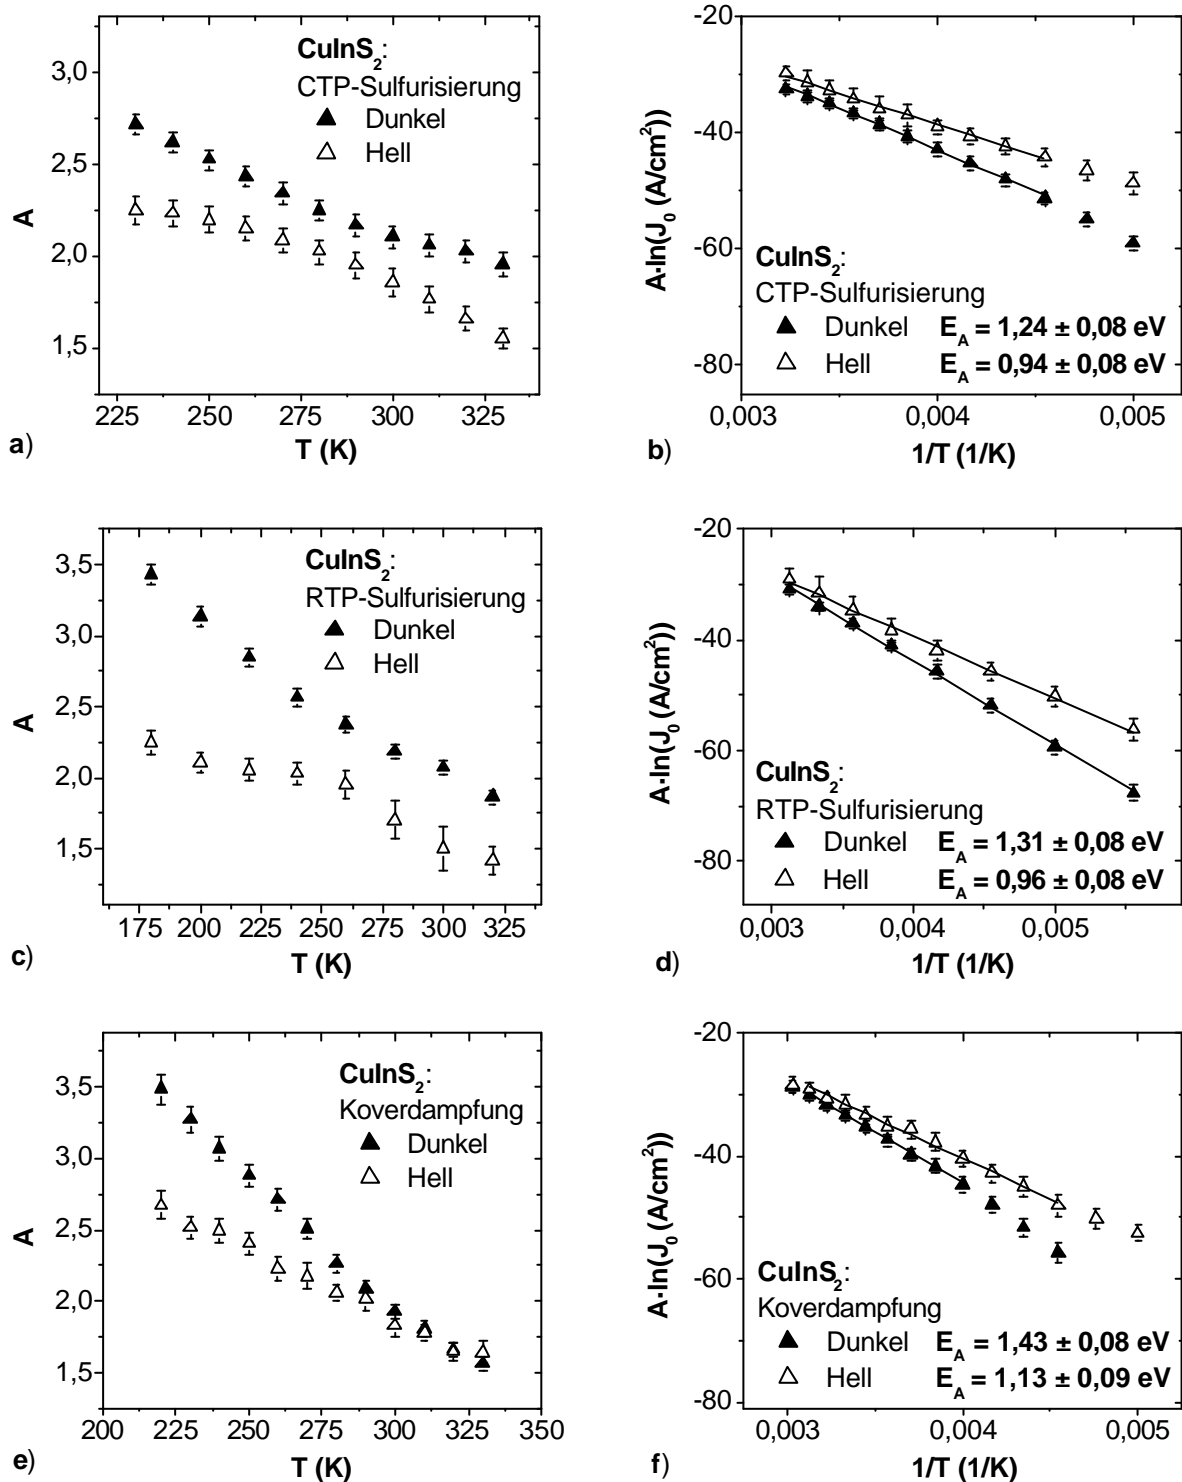 CuInS2:
CTP-Sulfurisierung
Dunkel
Hell
3,0
2,5
2,0
1,5
A
225 250 275 300 325
T (K)
a)
-20
-40
-60
-80
A·ln(J0 (A/cm²))
CuInS2:
CTP-Sulfurisierung
Dunkel EA = 1,24 ± 0,08 eV
Hell EA = 0,94 ± 0,08 eV
0,003 0,004 0,005
1/T (1/K)
b)
CuInS2:
RTP-Sulfurisierung
Dunkel
Hell
3,5
3,0
2,5
2,0
1,5
A
175 200 225 250 275 300 325
T (K)
c)
-20
-40
-60
-80
A·ln(J0 (A/cm²))
CuInS2:
RTP-Sulfurisierung
Dunkel EA = 1,31 ± 0,08 eV
Hell EA = 0,96 ± 0,08 eV
0,003 0,004 0,005
1/T (1/K)
d)
CuInS2:
Koverdampfung
Dunkel
Hell
3,5
3,0
2,5
2,0
1,5
A
200 225 250 275 300 325 350
T (K)
e)
-20
-40
-60
-80
A·ln(J0 (A/cm²))
CuInS2:
Koverdampfung
Dunkel EA = 1,43 ± 0,08 eV
Hell EA = 1,13 ± 0,09 eV
0,003 0,004 0,005
1/T (1/K)
f)